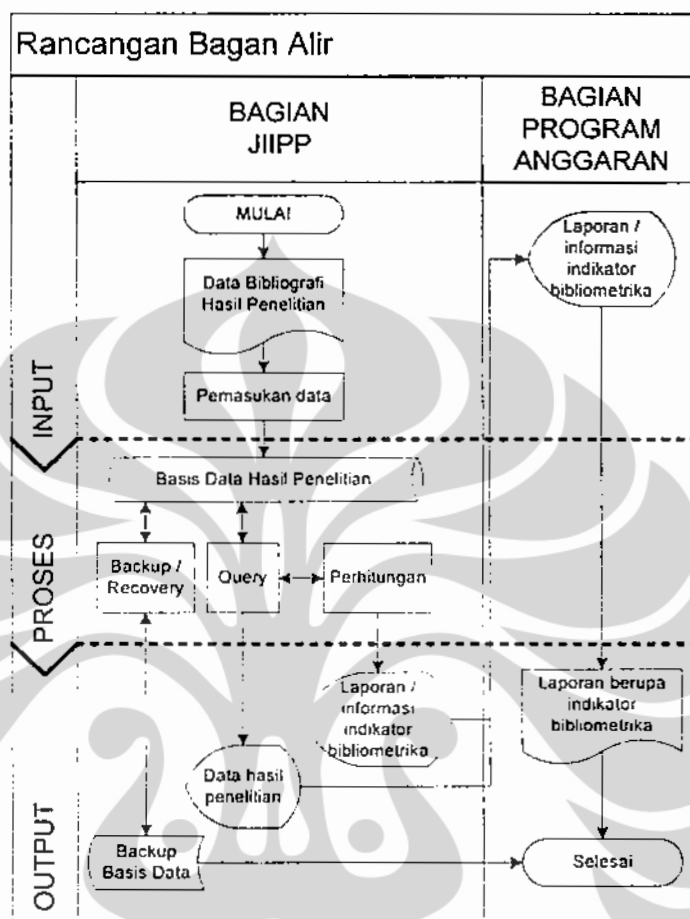 Rancangan Bagan Alir
BAGIAN
JIIPP
BAGIAN
PROGRAM
ANGGARAN
INPUT
MULAI
Data Bibliografi
Hasil Penelitian
Pemasukan data
Laporan /
informasi
indikator
bibliometrika
PROSES
Basis Data Hasil Penelitian
Backup /
Recovery
Query
Perhitungan
OUTPUT
Laporan /
informasi
indikator
bibliometrika
Laporan berupa
indikator
bibliometrika
Data hasil
penelitian
Backup
Basis Data
Selesai